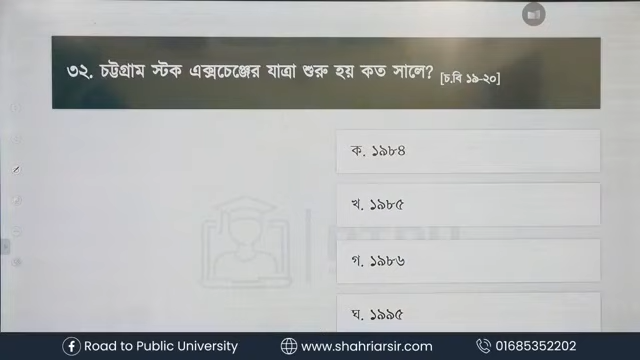 ৩২. চট্টগ্রাম স্টক এক্সচেঞ্জের যাত্রা শুরু হয় কত সালে? [চ.বি ১৯-২০]
ক. ১৯৮৪
খ. ১৯৮৫
গ. ১৯৮৬
ঘ. ১৯৯৫
Road to Public University www.shahriarsir.com 01685352202